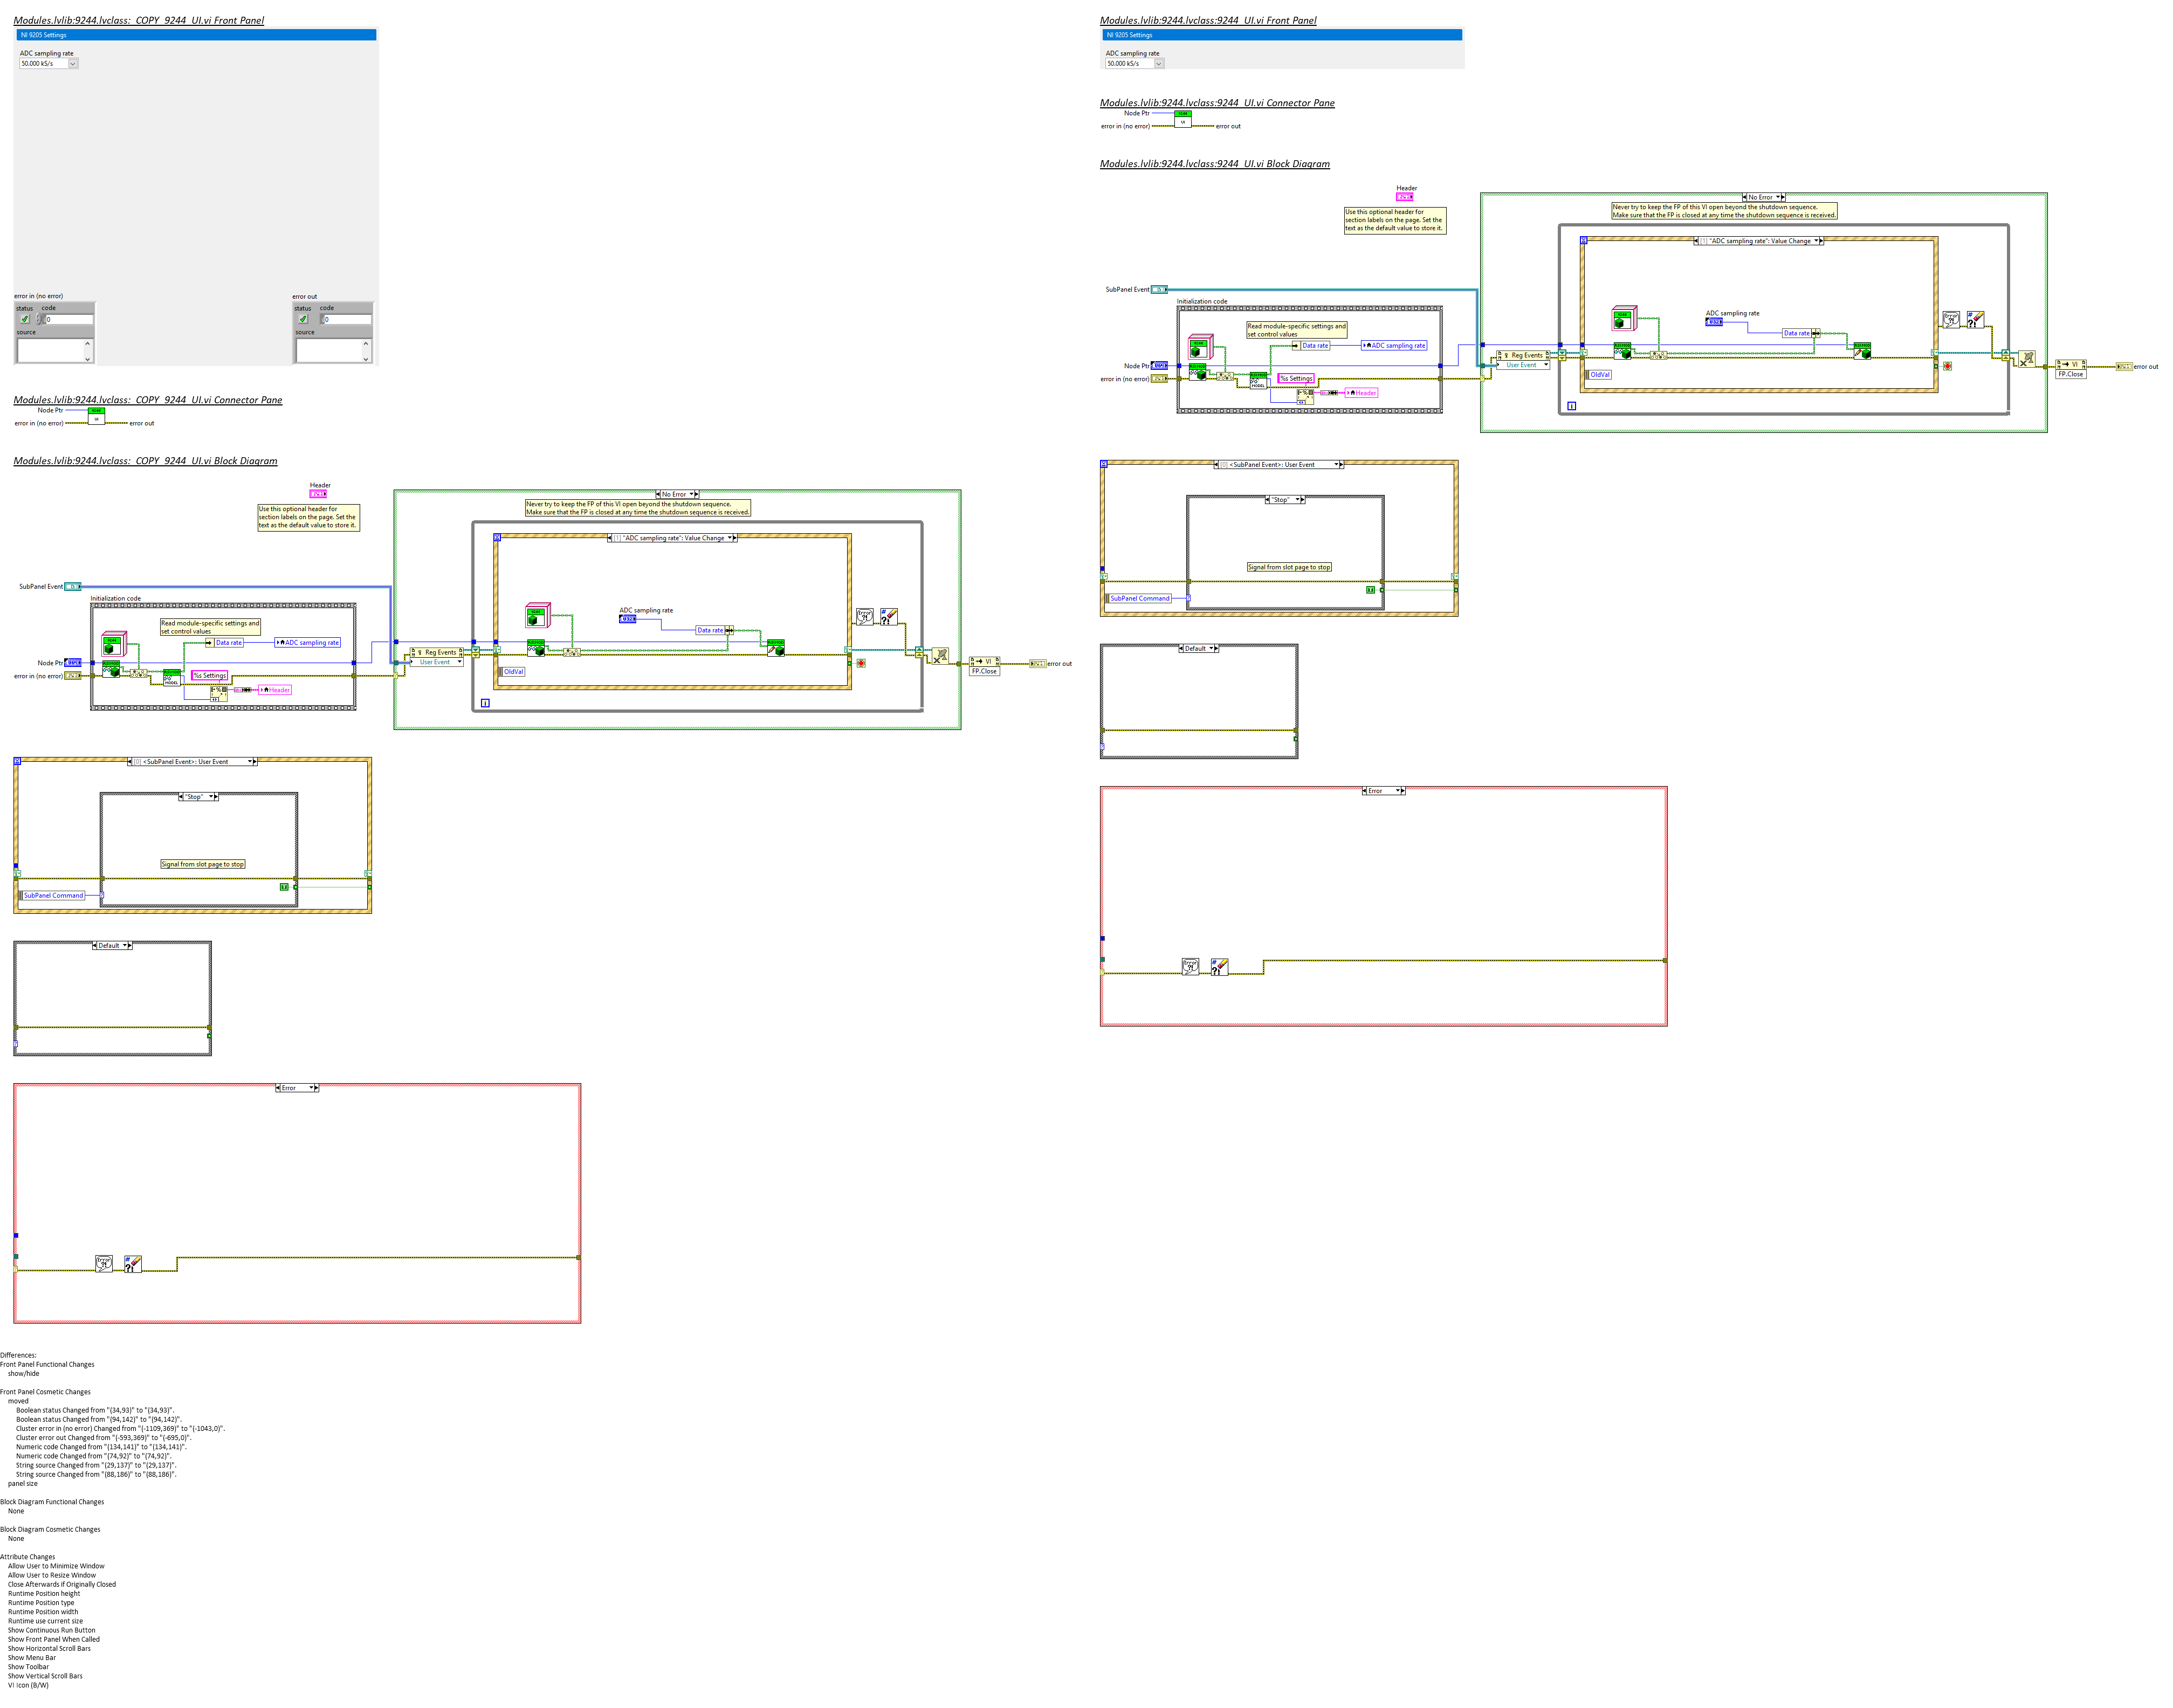 Modules.lvlib:9244.lvclass:_COPY_9244_UI.vi Front Panel
NI 9205 Settings
ADC sampling rate
50.000 kS/s
error in (no error)
status code
0
source
error out
status code
0
source
Modules.lvlib:9244.lvclass:_COPY_9244_UI.vi Connector Pane
Node Ptr
error in (no error)
error out
Modules.lvlib:9244.lvclass:_COPY_9244_UI.vi Block Diagram
Header
Use this optional header for
section labels on the page. Set the
text as the default value to store it.
No Error
Never try to keep the FP of this VI open beyond the shutdown sequence.
Make sure that the FP is closed at any time the shutdown sequence is received.
[1] "ADC sampling rate": Value Change
SubPanel Event
Initialization code
Read module-specific settings and
set control values
Data rate
ADC sampling rate
Node Ptr
error in (no error)
%s Settings
Header
Reg Events
User Event
ADC sampling rate
Data rate
OldVal
i
VI
FP.Close
error out
[0] <SubPanel Event>: User Event
"Stop"
Signal from slot page to stop
SubPanel Command
Default
Error
Differences:
Front Panel Functional Changes
show/hide
Front Panel Cosmetic Changes
moved
Boolean status Changed from "(34,93)" to "(34,93)".
Boolean status Changed from "(94,142)" to "(94,142)".
Cluster error in (no error) Changed from "(-1109,369)" to "(-1043,0)".
Cluster error out Changed from "(-593,369)" to "(-695,0)".
Numeric code Changed from "(134,141)" to "(134,141)".
Numeric code Changed from "(74,92)" to "(74,92)".
String source Changed from "(29,137)" to "(29,137)".
String source Changed from "(88,186)" to "(88,186)".
panel size
Block Diagram Functional Changes
None
Block Diagram Cosmetic Changes
None
Attribute Changes
Allow User to Minimize Window
Allow User to Resize Window
Close Afterwards if Originally Closed
Runtime Position height
Runtime Position type
Runtime Position width
Runtime use current size
Show Continuous Run Button
Show Front Panel When Called
Show Horizontal Scroll Bars
Show Menu Bar
Show Toolbar
Show Vertical Scroll Bars
VI Icon (B/W)
Modules.lvlib:9244.lvclass:9244_UI.vi Front Panel
NI 9205 Settings
ADC sampling rate
50.000 kS/s
Modules.lvlib:9244.lvclass:9244_UI.vi Connector Pane
Node Ptr
error in (no error)
error out
Modules.lvlib:9244.lvclass:9244_UI.vi Block Diagram
Header
Use this optional header for
section labels on the page. Set the
text as the default value to store it.
No Error
Never try to keep the FP of this VI open beyond the shutdown sequence.
Make sure that the FP is closed at any time the shutdown sequence is received.
[1] "ADC sampling rate": Value Change
SubPanel Event
Initialization code
Read module-specific settings and
set control values
Data rate
ADC sampling rate
Node Ptr
error in (no error)
%s Settings
Header
Reg Events
User Event
ADC sampling rate
Data rate
OldVal
i
VI
FP.Close
error out
[0] <SubPanel Event>: User Event
"Stop"
Signal from slot page to stop
SubPanel Command
Default
Error